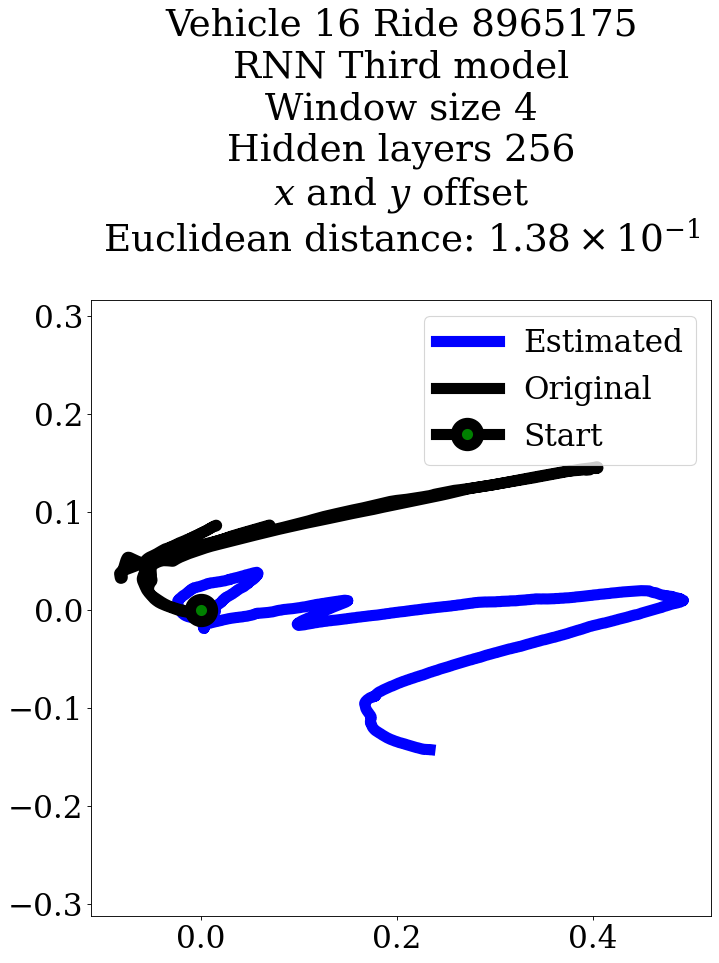 Vehicle 16 Ride 8965175
RNN Third model
Window size 4
Hidden layers 256
x and y offset
Euclidean distance: 1.38 × 10⁻¹
0.3
Estimated
Original
Start
0.2
0.1
0.0
−0.1
−0.2
−0.3
0.0 0.2 0.4